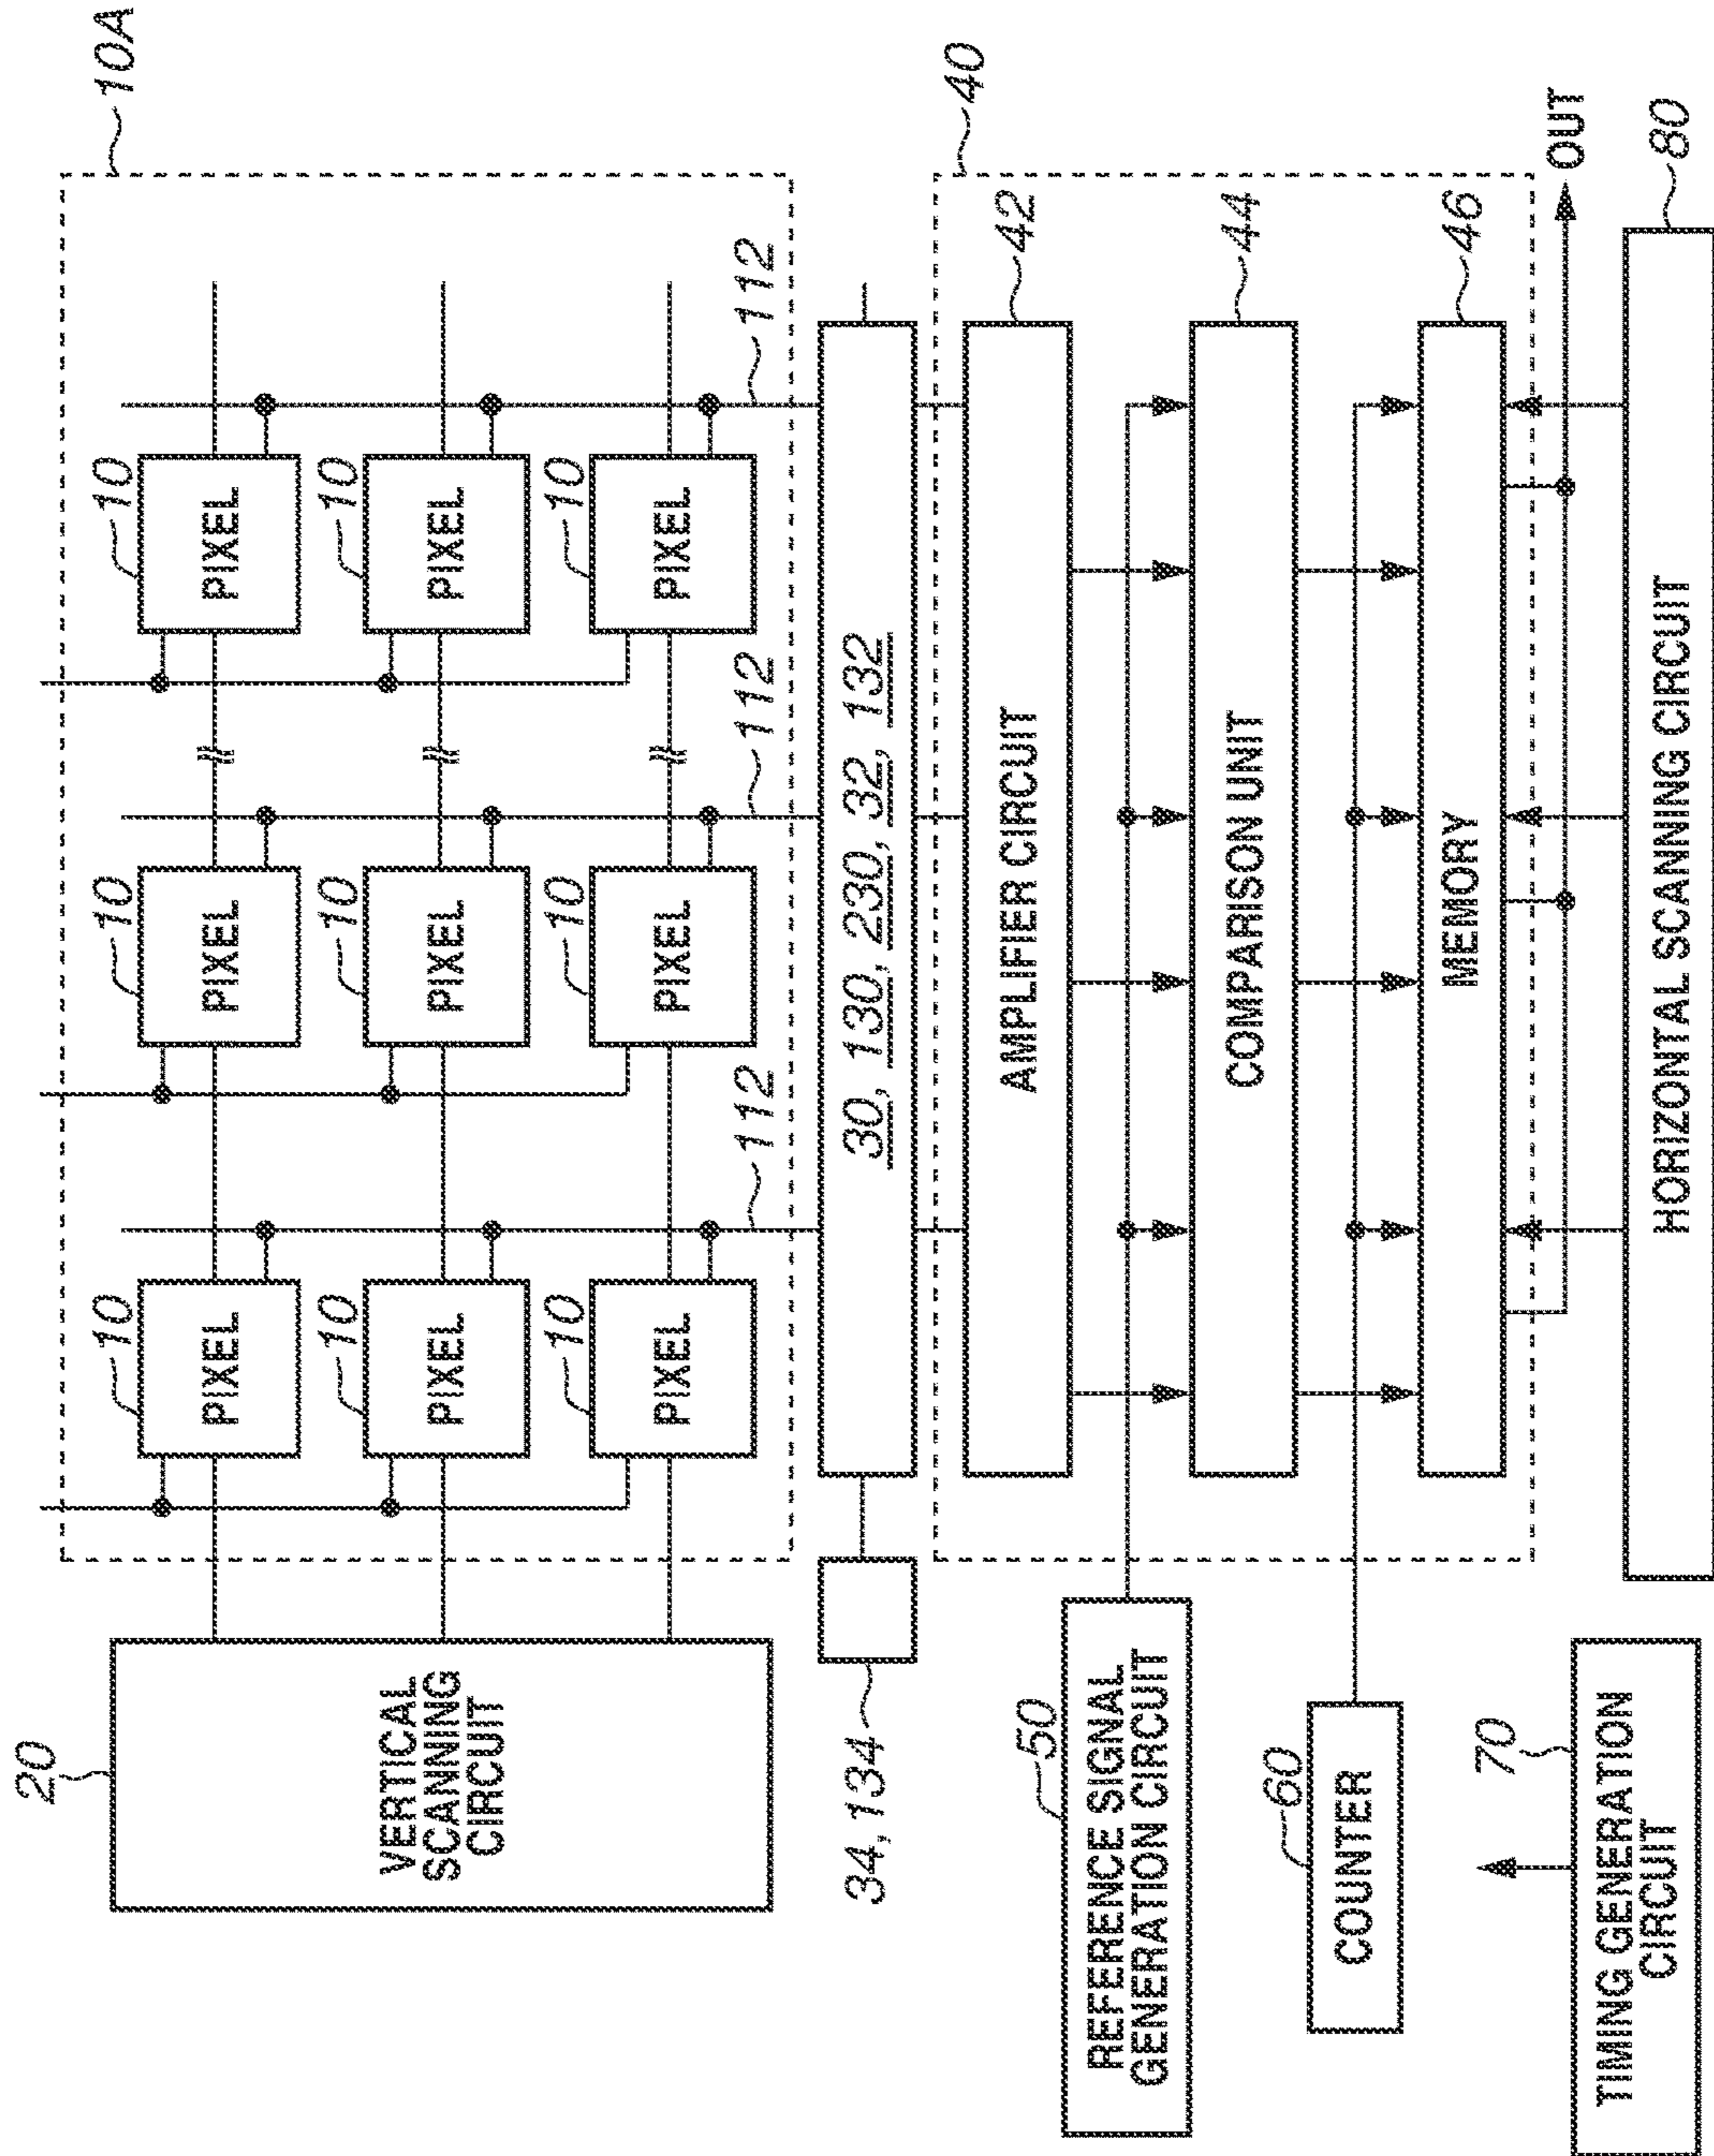 20
10A
VERTICAL
SCANNING
CIRCUIT
10
10
10
PIXEL
PIXEL
PIXEL
10
10
10
PIXEL
PIXEL
PIXEL
10
10
10
PIXEL
PIXEL
PIXEL
112
112
112
34,134
30, 130, 230, 32, 132
40
AMPLIFIER CIRCUIT
42
50
REFERENCE SIGNAL
GENERATION CIRCUIT
COMPARISON UNIT
44
60
COUNTER
MEMORY
46
OUT
70
TIMING GENERATION
CIRCUIT
HORIZONTAL SCANNING CIRCUIT
80